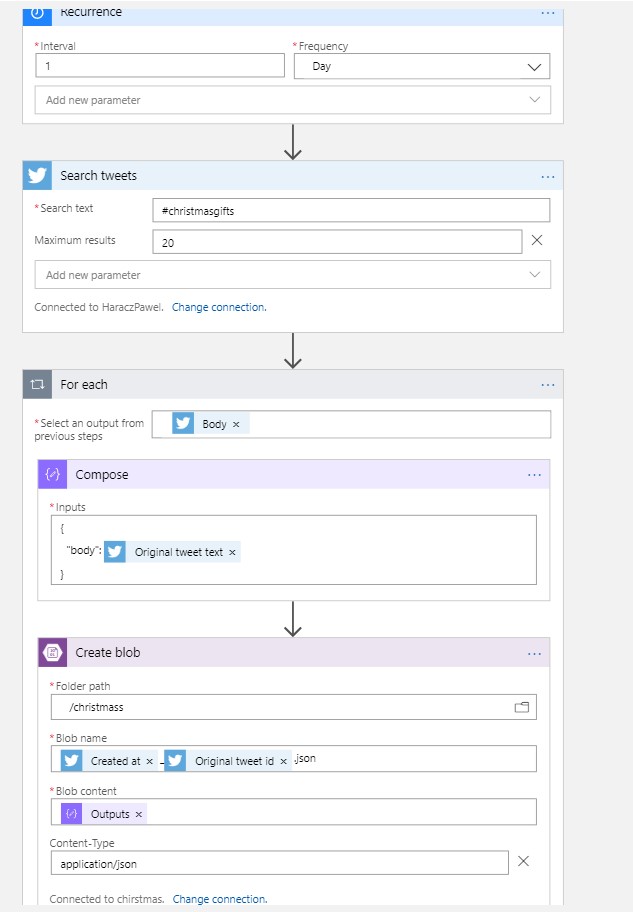 Recurrence
* Interval
* Frequency
1
Day
Add new parameter
Search tweets
* Search text
#christmasgifts
Maximum results
20
Add new parameter
Connected to HaraczPawel. Change connection.
For each
* Select an output from
previous steps
Body ×
Compose
* Inputs
{
"body": Original tweet text ×
}
Create blob
* Folder path
/christmass
* Blob name
Created at × _ Original tweet id × .json
* Blob content
Outputs ×
Content-Type
application/json
Connected to chirstmas. Change connection.